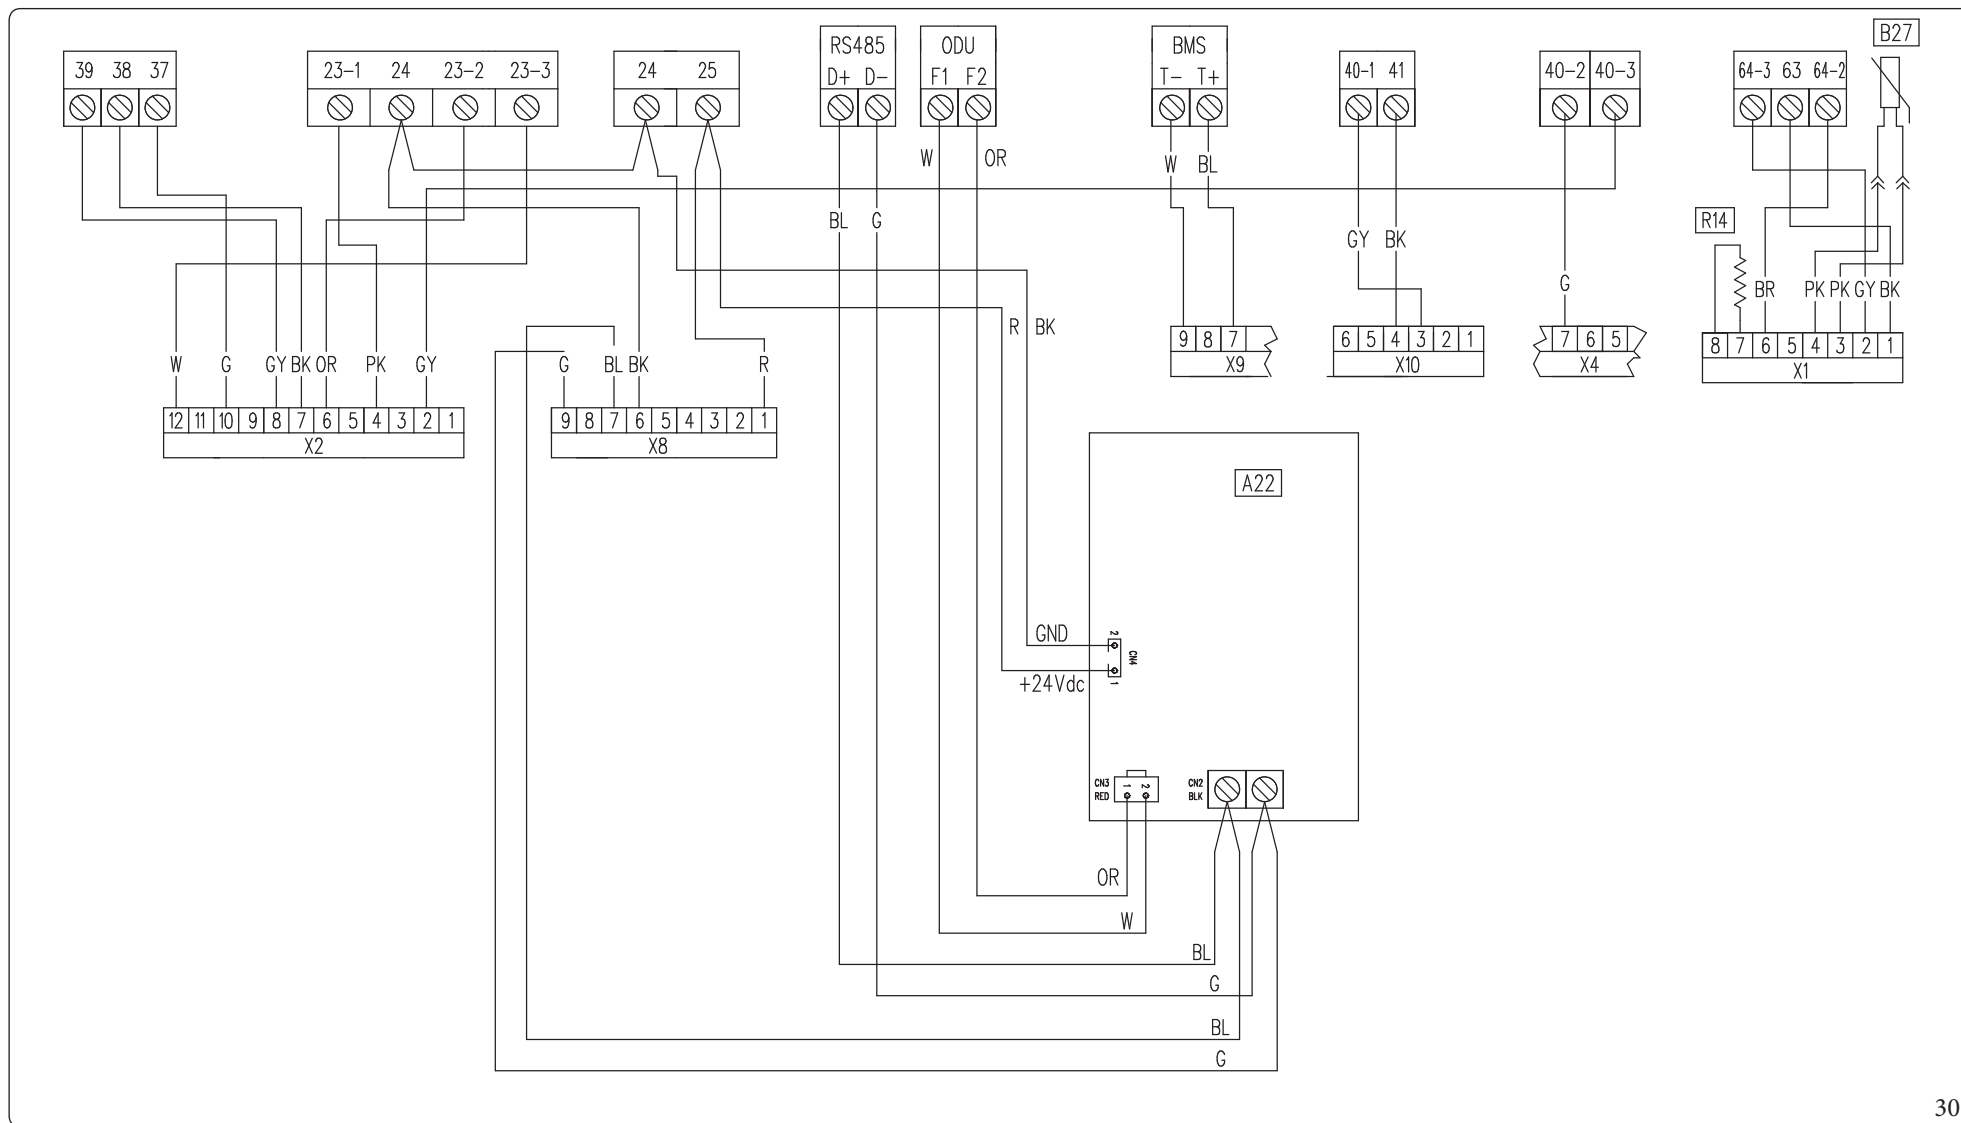 B27
RS485 ODU BMS
39 38 37 23-1 24 23-2 23-3 24 25 D+ D- F1 F2 T- T+ 40-1 41 40-2 40-3 64-3 63 64-2
W OR W BL
BL G R14
GY BK
G BR PK PK GY BK
R BK
9 8 7 6 5 4 3 2 1 7 6 5 8 7 6 5 4 3 2 1
X9 X10 X4 X1
W G GY BK OR PK GY G BL BK R
12 11 10 9 8 7 6 5 4 3 2 1 9 8 7 6 5 4 3 2 1
X2 X8
A22
GND 2
CN4
+24Vdc 1
CN3 1 2 CN2
RED BLK
OR
W
BL
G
BL
G
30